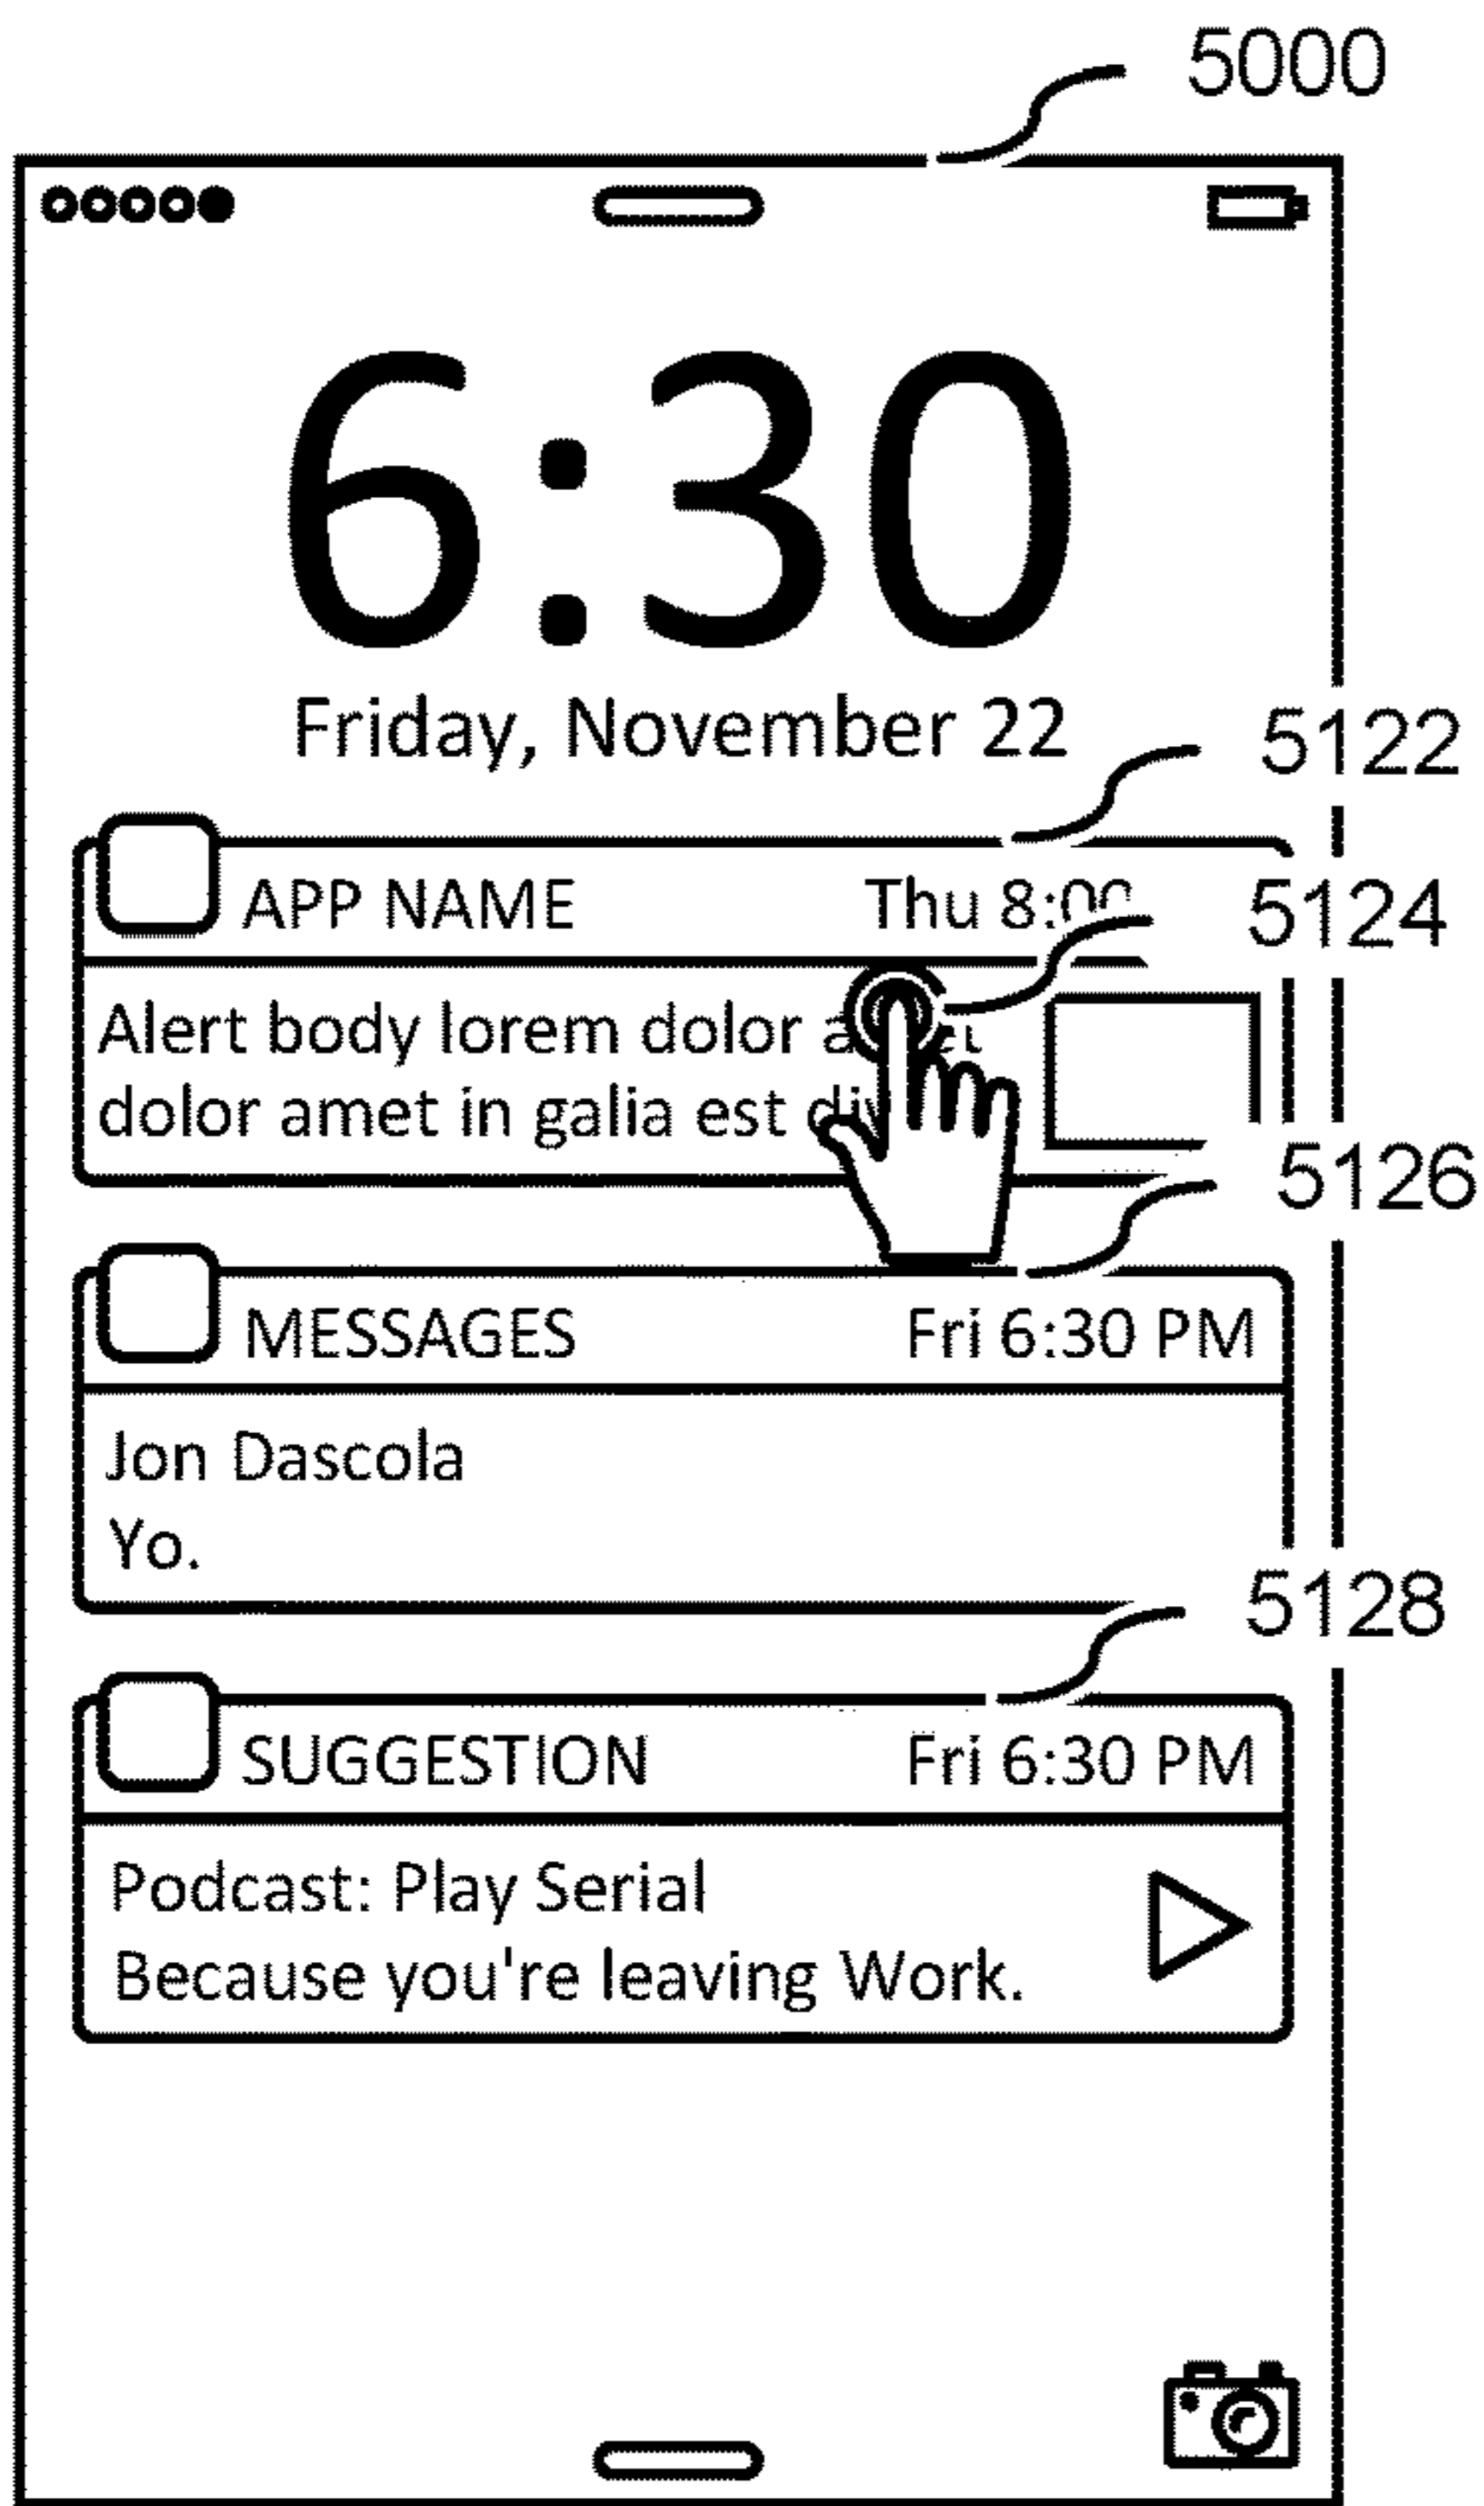 5000
6:30
Friday, November 22
5122
APP NAME Thu
5124
Alert body lorem dolor
dolor amet in galia est
5126
MESSAGES Fri 6:30 PM
Jon Dascola
Yo.
5128
SUGGESTION Fri 6:30 PM
Podcast: Play Serial
Because you're leaving Work.